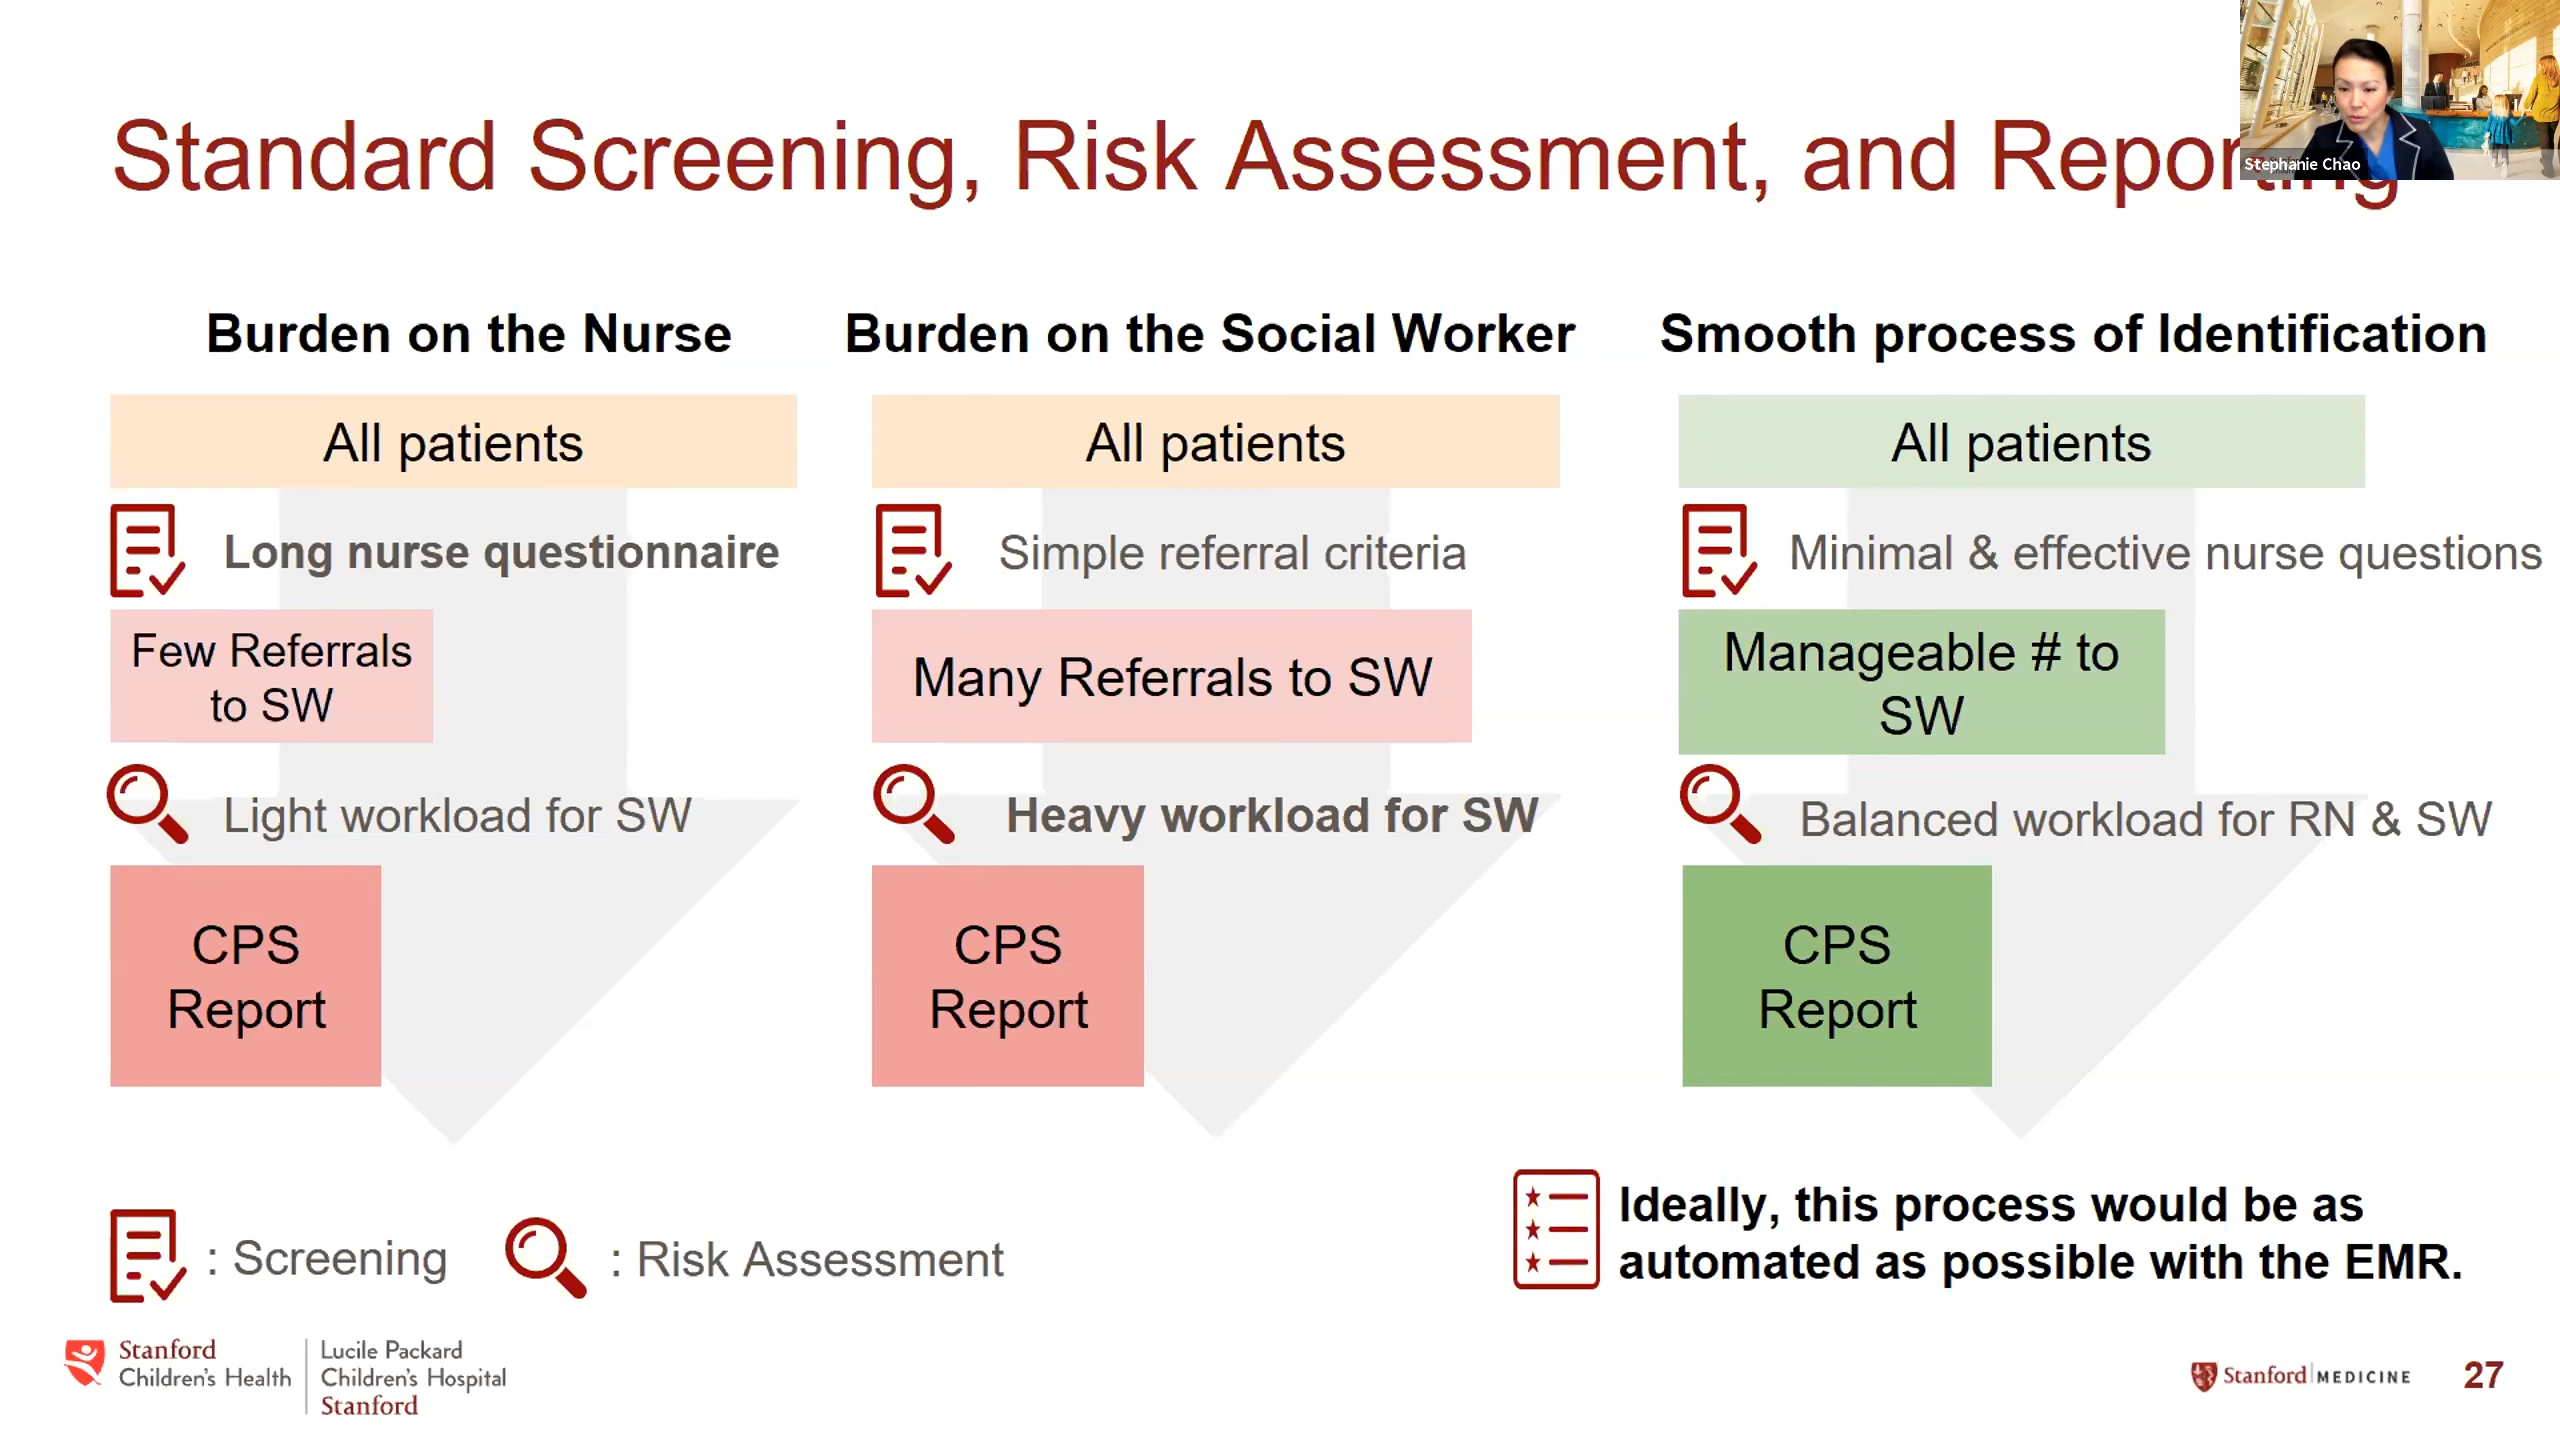 Standard Screening, Risk Assessment, and Reporting
Stephanie Chao
Burden on the Nurse
All patients
Long nurse questionnaire
Few Referrals
to SW
Light workload for SW
CPS
Report
Burden on the Social Worker
All patients
Simple referral criteria
Many Referrals to SW
Heavy workload for SW
CPS
Report
Smooth process of Identification
All patients
Minimal & effective nurse questions
Manageable # to
SW
Balanced workload for RN & SW
CPS
Report
: Screening
: Risk Assessment
Ideally, this process would be as
automated as possible with the EMR.
Stanford
Children's Health
Lucile Packard
Children's Hospital
Stanford
Stanford MEDICINE
27